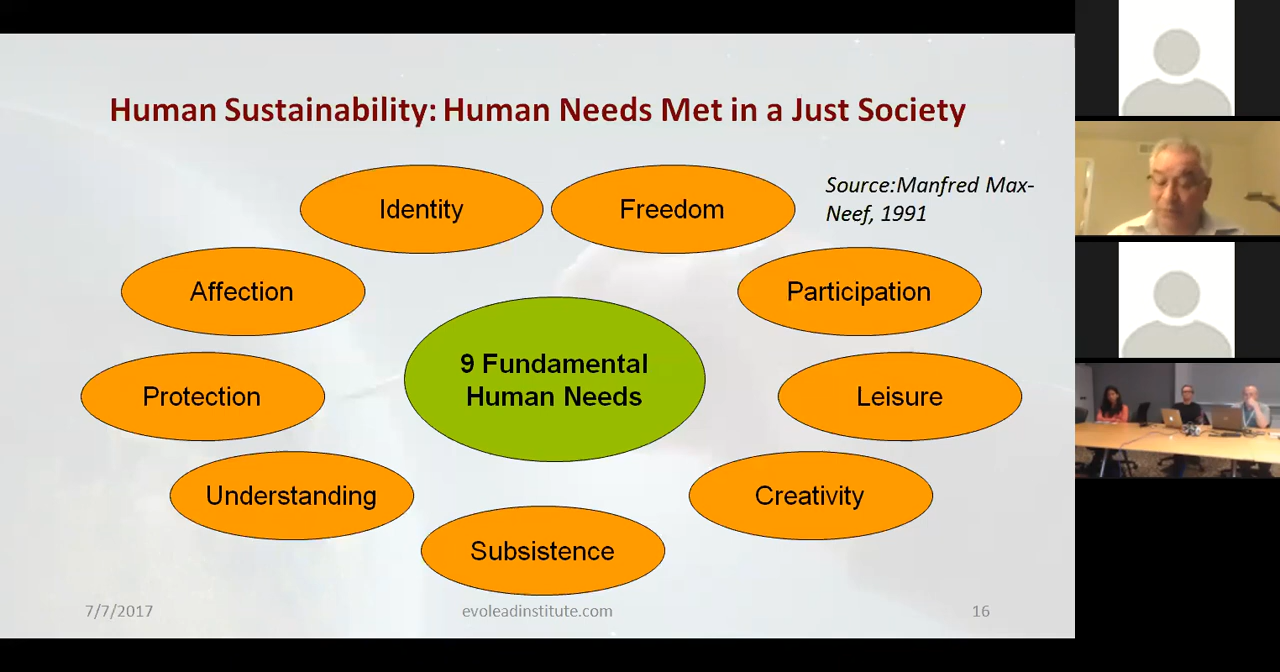 Human Sustainability: Human Needs Met in a Just Society
Identity
Freedom
Source:Manfred Max-
Neef, 1991
Affection
Participation
9 Fundamental
Human Needs
Protection
Leisure
Understanding
Creativity
Subsistence
7/7/2017
evoleadinstitute.com
16